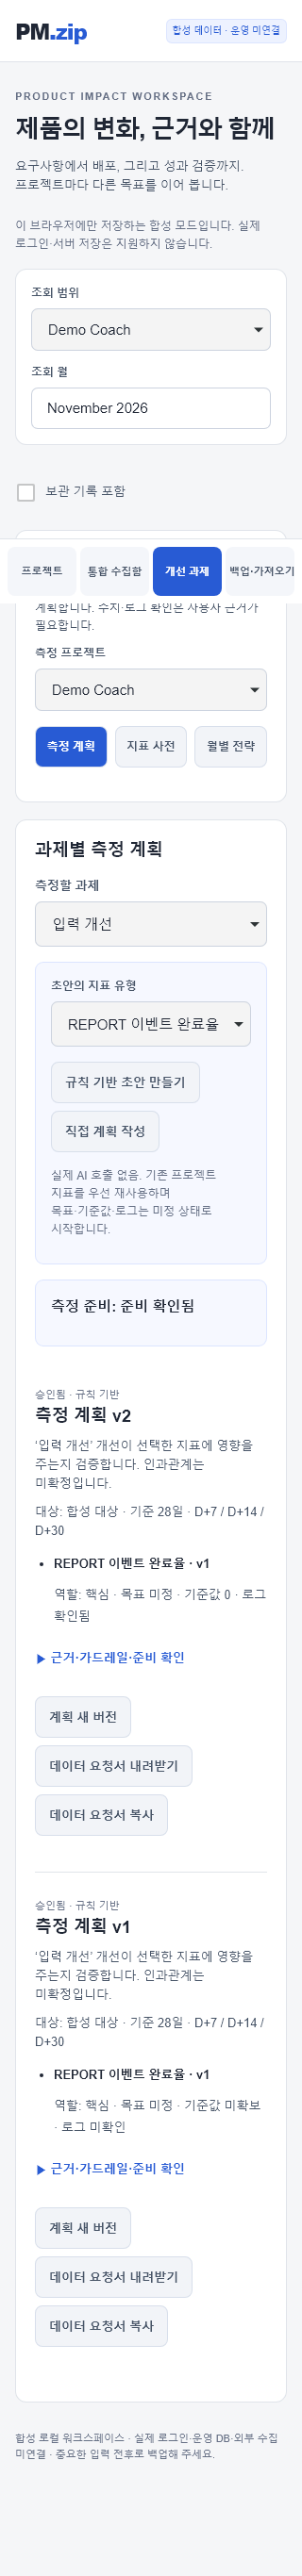 PM.zip
합성 데이터 · 운영 미연결
PRODUCT IMPACT WORKSPACE
제품의 변화, 근거와 함께
요구사항에서 배포, 그리고 성과 검증까지.
프로젝트마다 다른 목표를 이어 봅니다.
이 브라우저에만 저장하는 합성 모드입니다. 실제
로그인·서버 저장은 지원하지 않습니다.
조회 범위
Demo Coach
조회 월
November 2026
보관 기록 포함
프로젝트
통합 수집함
개선 과제
백업·가져오기
계획합니다. 수치·로그 확인은 사용자 근거가
필요합니다.
측정 프로젝트
Demo Coach
측정 계획
지표 사전
월별 전략
과제별 측정 계획
측정할 과제
입력 개선
초안의 지표 유형
REPORT 이벤트 완료율
규칙 기반 초안 만들기
직접 계획 작성
실제 AI 호출 없음. 기존 프로젝트
지표를 우선 재사용하며
목표·기준값·로그는 미정 상태로
시작합니다.
측정 준비: 준비 확인됨
승인됨 · 규칙 기반
측정 계획 v2
‘입력 개선’ 개선이 선택한 지표에 영향을
주는지 검증합니다. 인과관계는
미확정입니다.
대상: 합성 대상 · 기준 28일 · D+7 / D+14 /
D+30
REPORT 이벤트 완료율 · v1
역할: 핵심 · 목표 미정 · 기준값 0 · 로그
확인됨
▶ 근거·가드레일·준비 확인
계획 새 버전
데이터 요청서 내려받기
데이터 요청서 복사
승인됨 · 규칙 기반
측정 계획 v1
‘입력 개선’ 개선이 선택한 지표에 영향을
주는지 검증합니다. 인과관계는
미확정입니다.
대상: 합성 대상 · 기준 28일 · D+7 / D+14 /
D+30
REPORT 이벤트 완료율 · v1
역할: 핵심 · 목표 미정 · 기준값 미확보
· 로그 미확인
▶ 근거·가드레일·준비 확인
계획 새 버전
데이터 요청서 내려받기
데이터 요청서 복사
합성 로컬 워크스페이스 · 실제 로그인·운영 DB·외부 수집
미연결 · 중요한 입력 전후로 백업해 주세요.